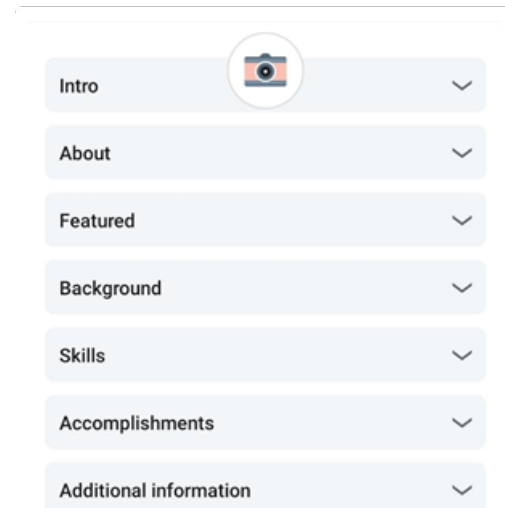 Intro
About
Featured
Background
Skills
Accomplishments
Additional information